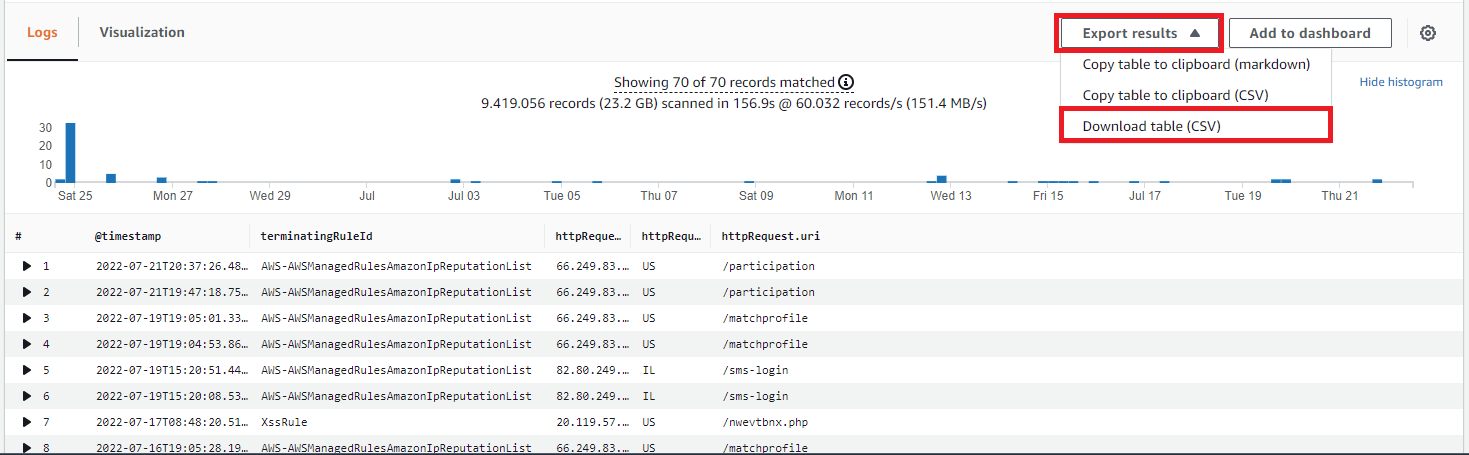 Logs Visualization Export results Add to dashboard
Copy table to clipboard (markdown)
Showing 70 of 70 records matched Hide histogram
9.419.056 records (23.2 GB) scanned in 156.9s @ 60.032 records/s (151.4 MB/s)
Copy table to clipboard (CSV)
Download table (CSV)
30
20
10
0
Sat 25 Mon 27 Wed 29 Jul Jul 03 Tue 05 Thu 07 Sat 09 Mon 11 Wed 13 Fri 15 Jul 17 Tue 19 Thu 21
# @timestamp terminatingRuleId httpReque... httpRequ... httpRequest.uri
1 2022-07-21T20:37:26.48... AWS-AWSManagedRulesAmazonIpReputationList 66.249.83.... US /participation
2 2022-07-21T19:47:18.75... AWS-AWSManagedRulesAmazonIpReputationList 66.249.83.... US /participation
3 2022-07-19T19:05:01.33... AWS-AWSManagedRulesAmazonIpReputationList 66.249.83.... US /matchprofile
4 2022-07-19T19:04:53.86... AWS-AWSManagedRulesAmazonIpReputationList 66.249.83.... US /matchprofile
5 2022-07-19T15:20:51.44... AWS-AWSManagedRulesAmazonIpReputationList 82.80.249.... IL /sms-login
6 2022-07-19T15:20:08.53... AWS-AWSManagedRulesAmazonIpReputationList 82.80.249.... IL /sms-login
7 2022-07-17T08:48:20.51... XssRule 20.119.57.... US /nwevtbnx.php
8 2022-07-16T19:05:28.19... AWS-AWSManagedRulesAmazonIpReputationList 66.249.83.... US /matchprofile